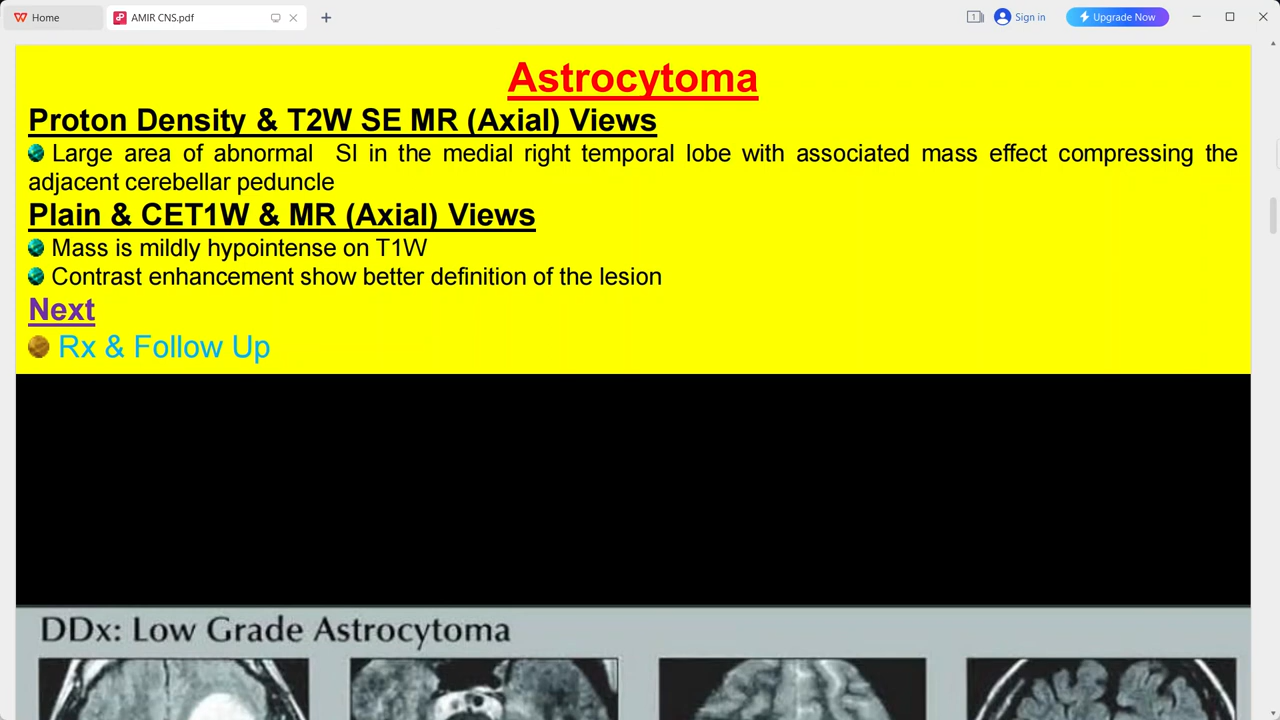 Home
AMIR CNS.pdf
1
Sign in
Upgrade Now
Astrocytoma
Proton Density & T2W SE MR (Axial) Views
Large area of abnormal SI in the medial right temporal lobe with associated mass effect compressing the
adjacent cerebellar peduncle
Plain & CET1W & MR (Axial) Views
Mass is mildly hypointense on T1W
Contrast enhancement show better definition of the lesion
Next
Rx & Follow Up
DDx: Low Grade Astrocytoma